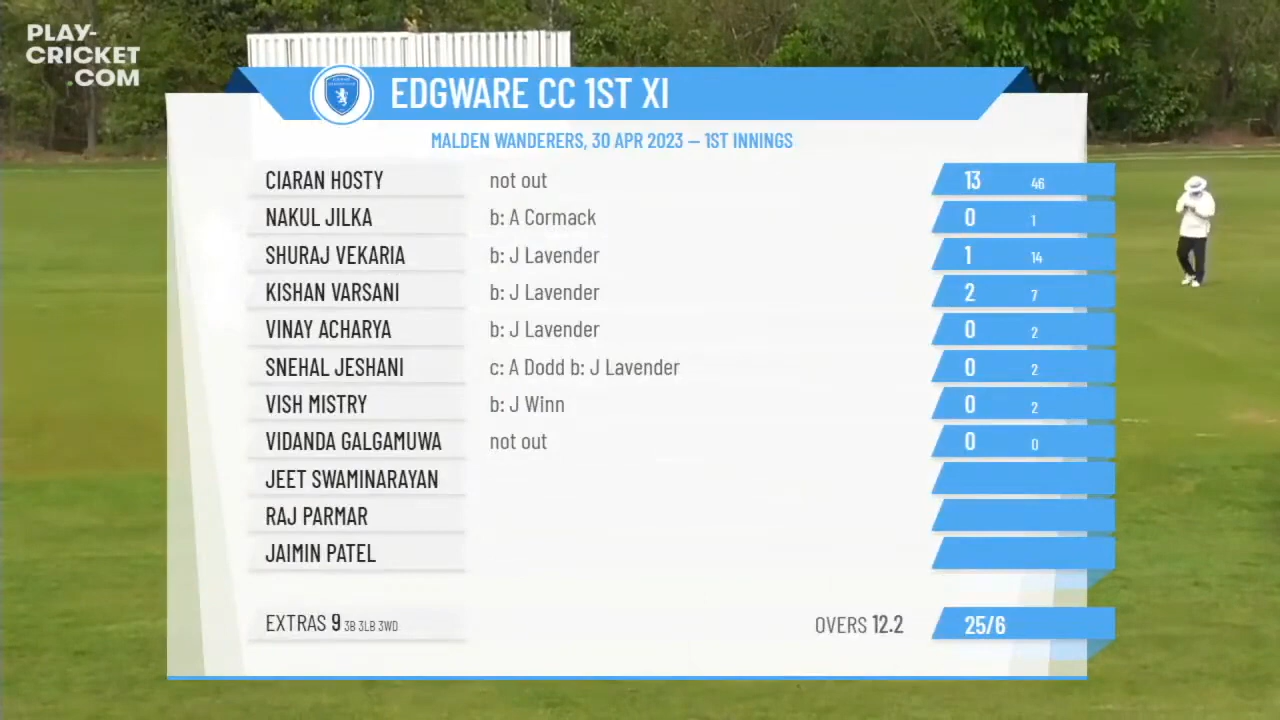 PLAY-
CRICKET
.COM
EDGWARE CC 1ST XI
MALDEN WANDERERS, 30 APR 2023 – 1ST INNINGS
CIARAN HOSTY not out 13 46
NAKUL JILKA b: A Cormack 0 1
SHURAJ VEKARIA b: J Lavender 1 14
KISHAN VARSANI b: J Lavender 2 7
VINAY ACHARYA b: J Lavender 0 2
SNEHAL JESHANI c: A Dodd b: J Lavender 0 2
VISH MISTRY b: J Winn 0 2
VIDANDA GALGAMUWA not out 0 0
JEET SWAMINARAYAN
RAJ PARMAR
JAIMIN PATEL
EXTRAS 9 3B 3LB 3WD OVERS 12.2 25/6